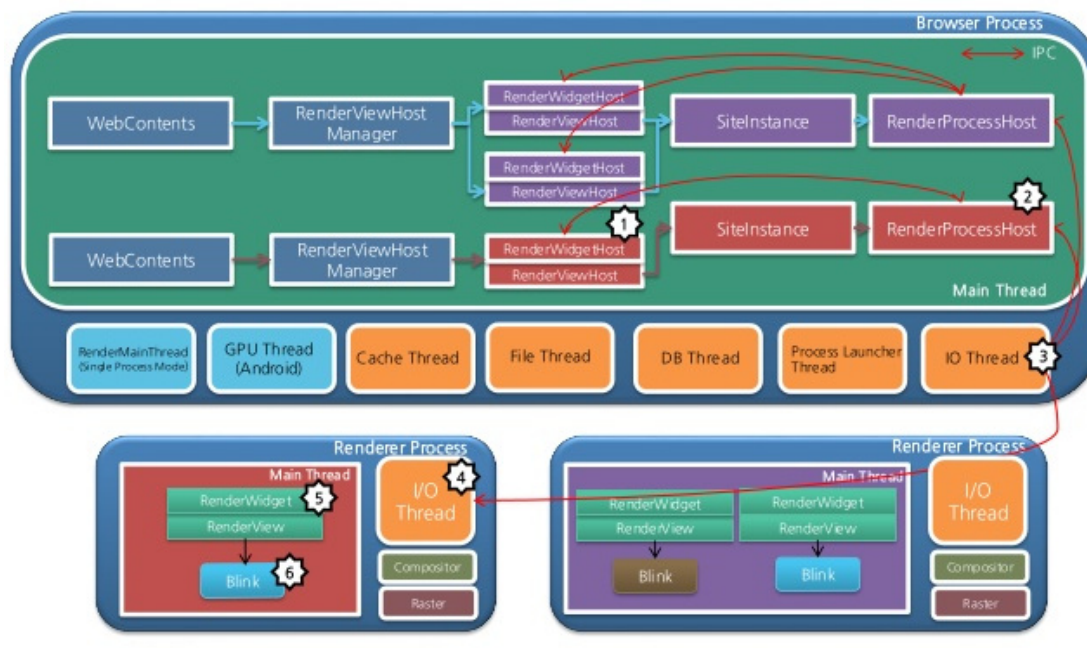 Browser Process
IPC
WebContents
RenderViewHost
Manager
RenderWidgetHost
RenderViewHost
RenderWidgetHost
RenderViewHost
SiteInstance
RenderProcessHost
1
2
WebContents
RenderViewHost
Manager
RenderWidgetHost
RenderViewHost
SiteInstance
RenderProcessHost
Main Thread
RenderMainThread
(Single Process Mode)
GPU Thread
(Android)
Cache Thread
File Thread
DB Thread
Process Launcher
Thread
IO Thread
3
Renderer Process
Main Thread
RenderWidget
5
RenderView
Blink
6
I/O
Thread
4
Compositor
Raster
Renderer Process
Main Thread
RenderWidget
RenderView
Blink
RenderWidget
RenderView
Blink
I/O
Thread
Compositor
Raster